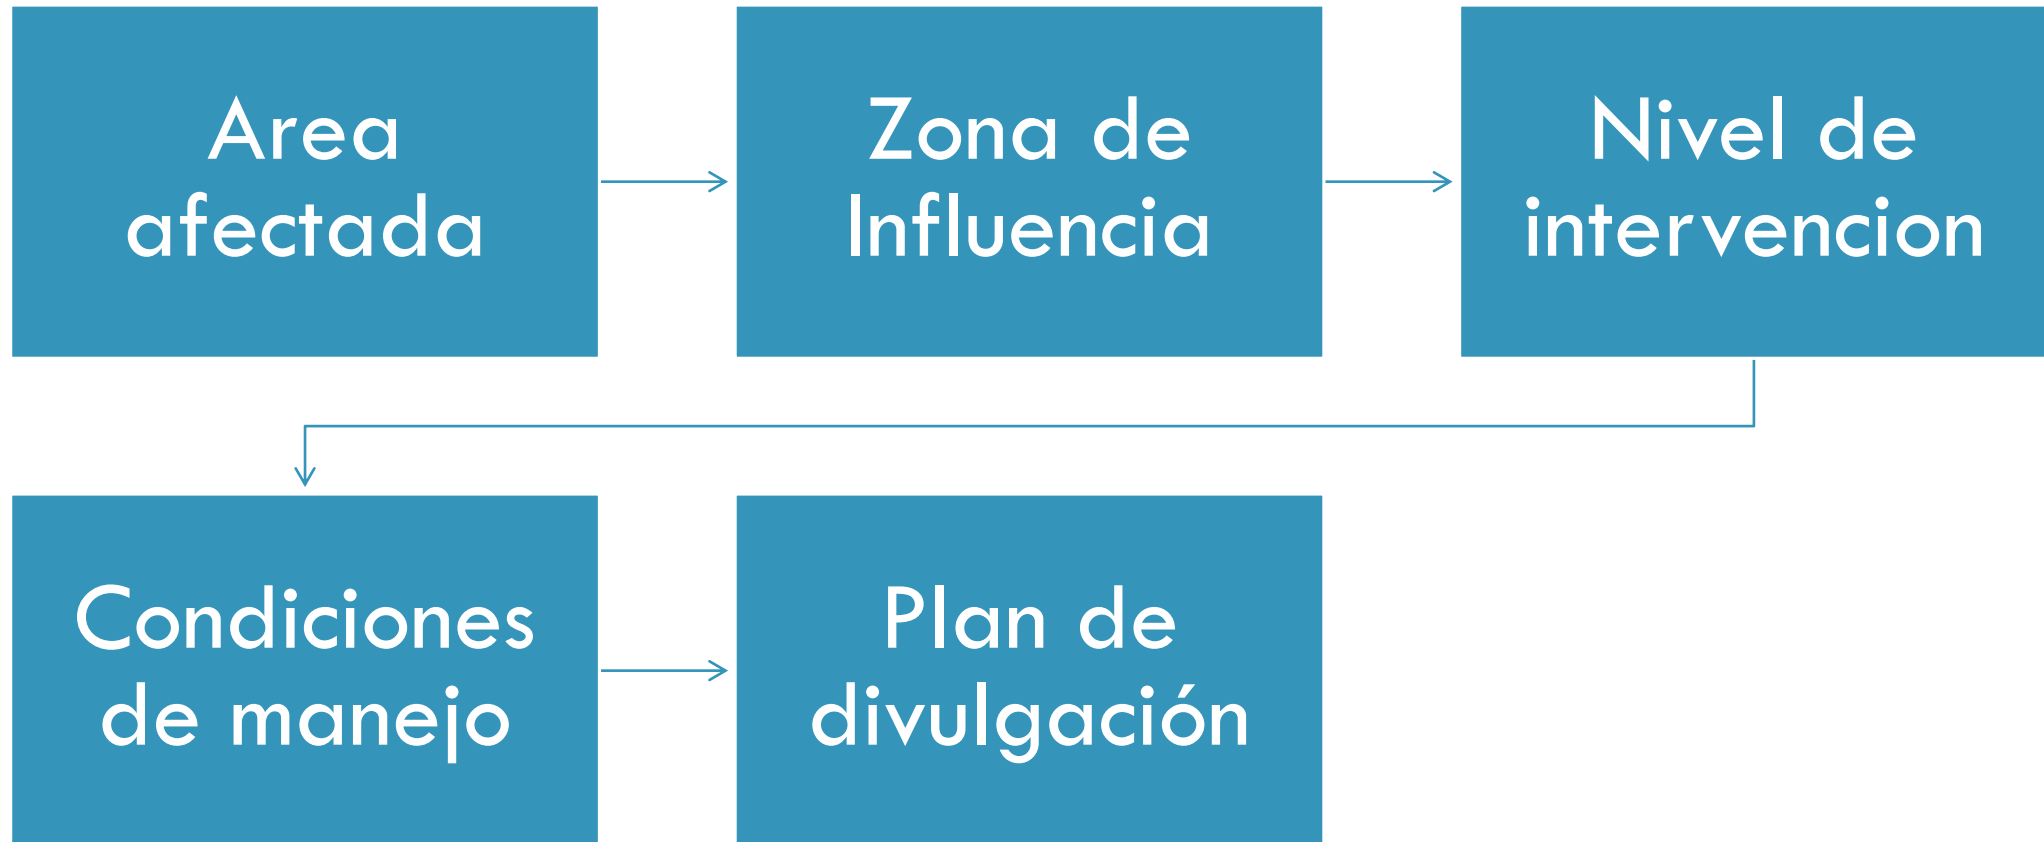 Area
afectada
Zona de
Influencia
Nivel de
intervencion
Condiciones
de manejo
Plan de
divulgación